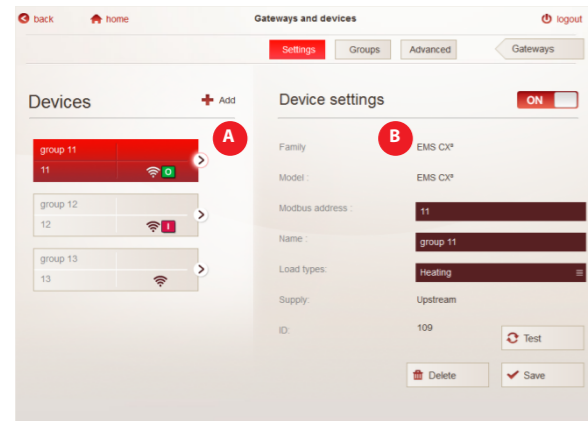 back home Gateways and devices logout
Settings Groups Advanced Gateways
Devices Add
A
group 11
11 O
group 12
12 I
group 13
13
Device settings ON
B
Family EMS CX³
Model : EMS CX³
Modbus address : 11
Name : group 11
Load types: Heating
Supply: Upstream
ID: 109
Test
Delete Save